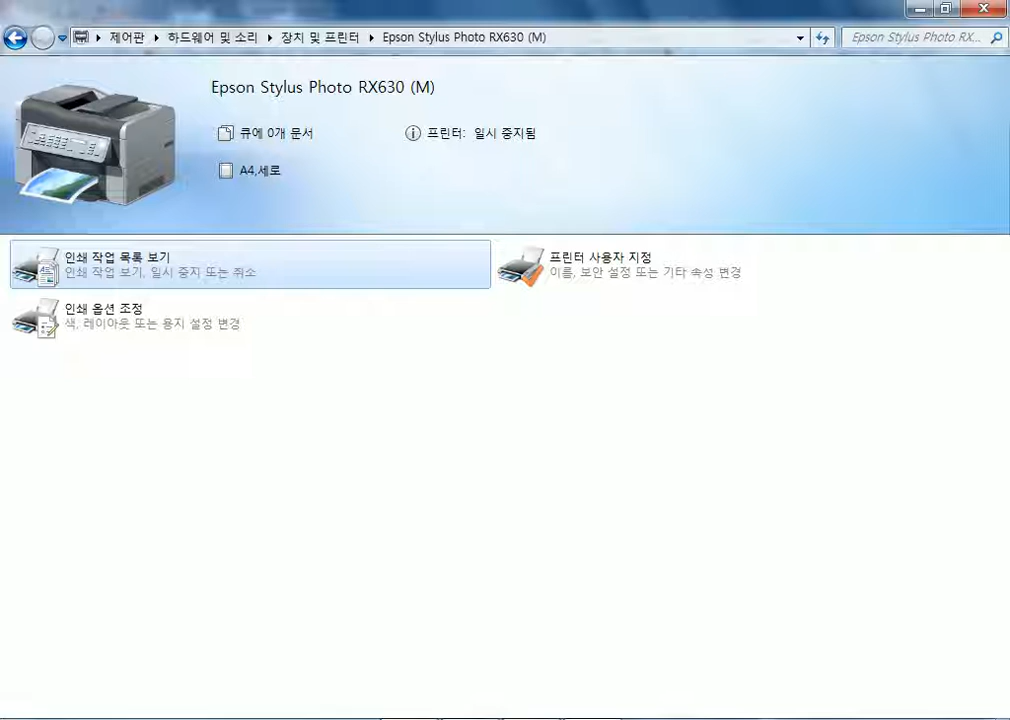 제어판 ▸ 하드웨어 및 소리 ▸ 장치 및 프린터 ▸ Epson Stylus Photo RX630 (M)
Epson Stylus Photo RX...
Epson Stylus Photo RX630 (M)
큐에 0개 문서
프린터: 일시 중지됨
A4,세로
인쇄 작업 목록 보기
인쇄 작업 보기, 일시 중지 또는 취소
프린터 사용자 지정
이름, 보안 설정 또는 기타 속성 변경
인쇄 옵션 조정
색, 레이아웃 또는 용지 설정 변경